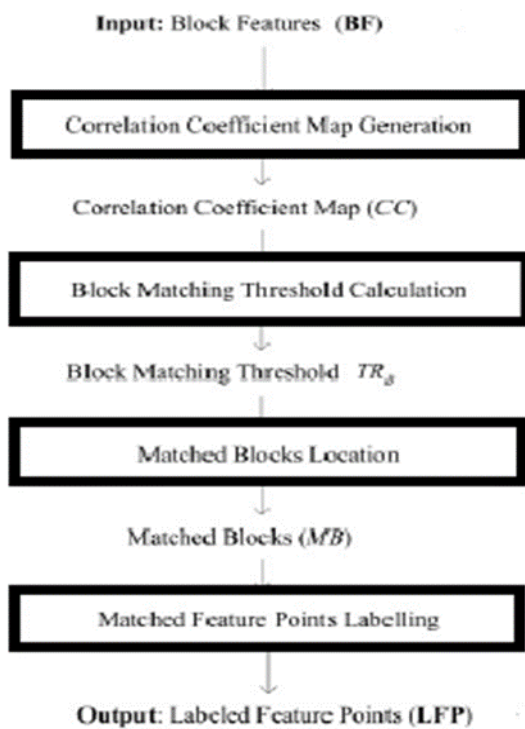 Input: Block Features (BF)
Correlation Coefficient Map Generation
Correlation Coefficient Map (CC)
Block Matching Threshold Calculation
Block Matching Threshold TR_B
Matched Blocks Location
Matched Blocks (MB)
Matched Feature Points Labelling
Output: Labeled Feature Points (LFP)